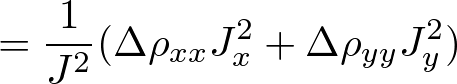 = \frac{1}{J^2} (\Delta\rho_{xx} J_x^2 + \Delta\rho_{yy} J_y^2)